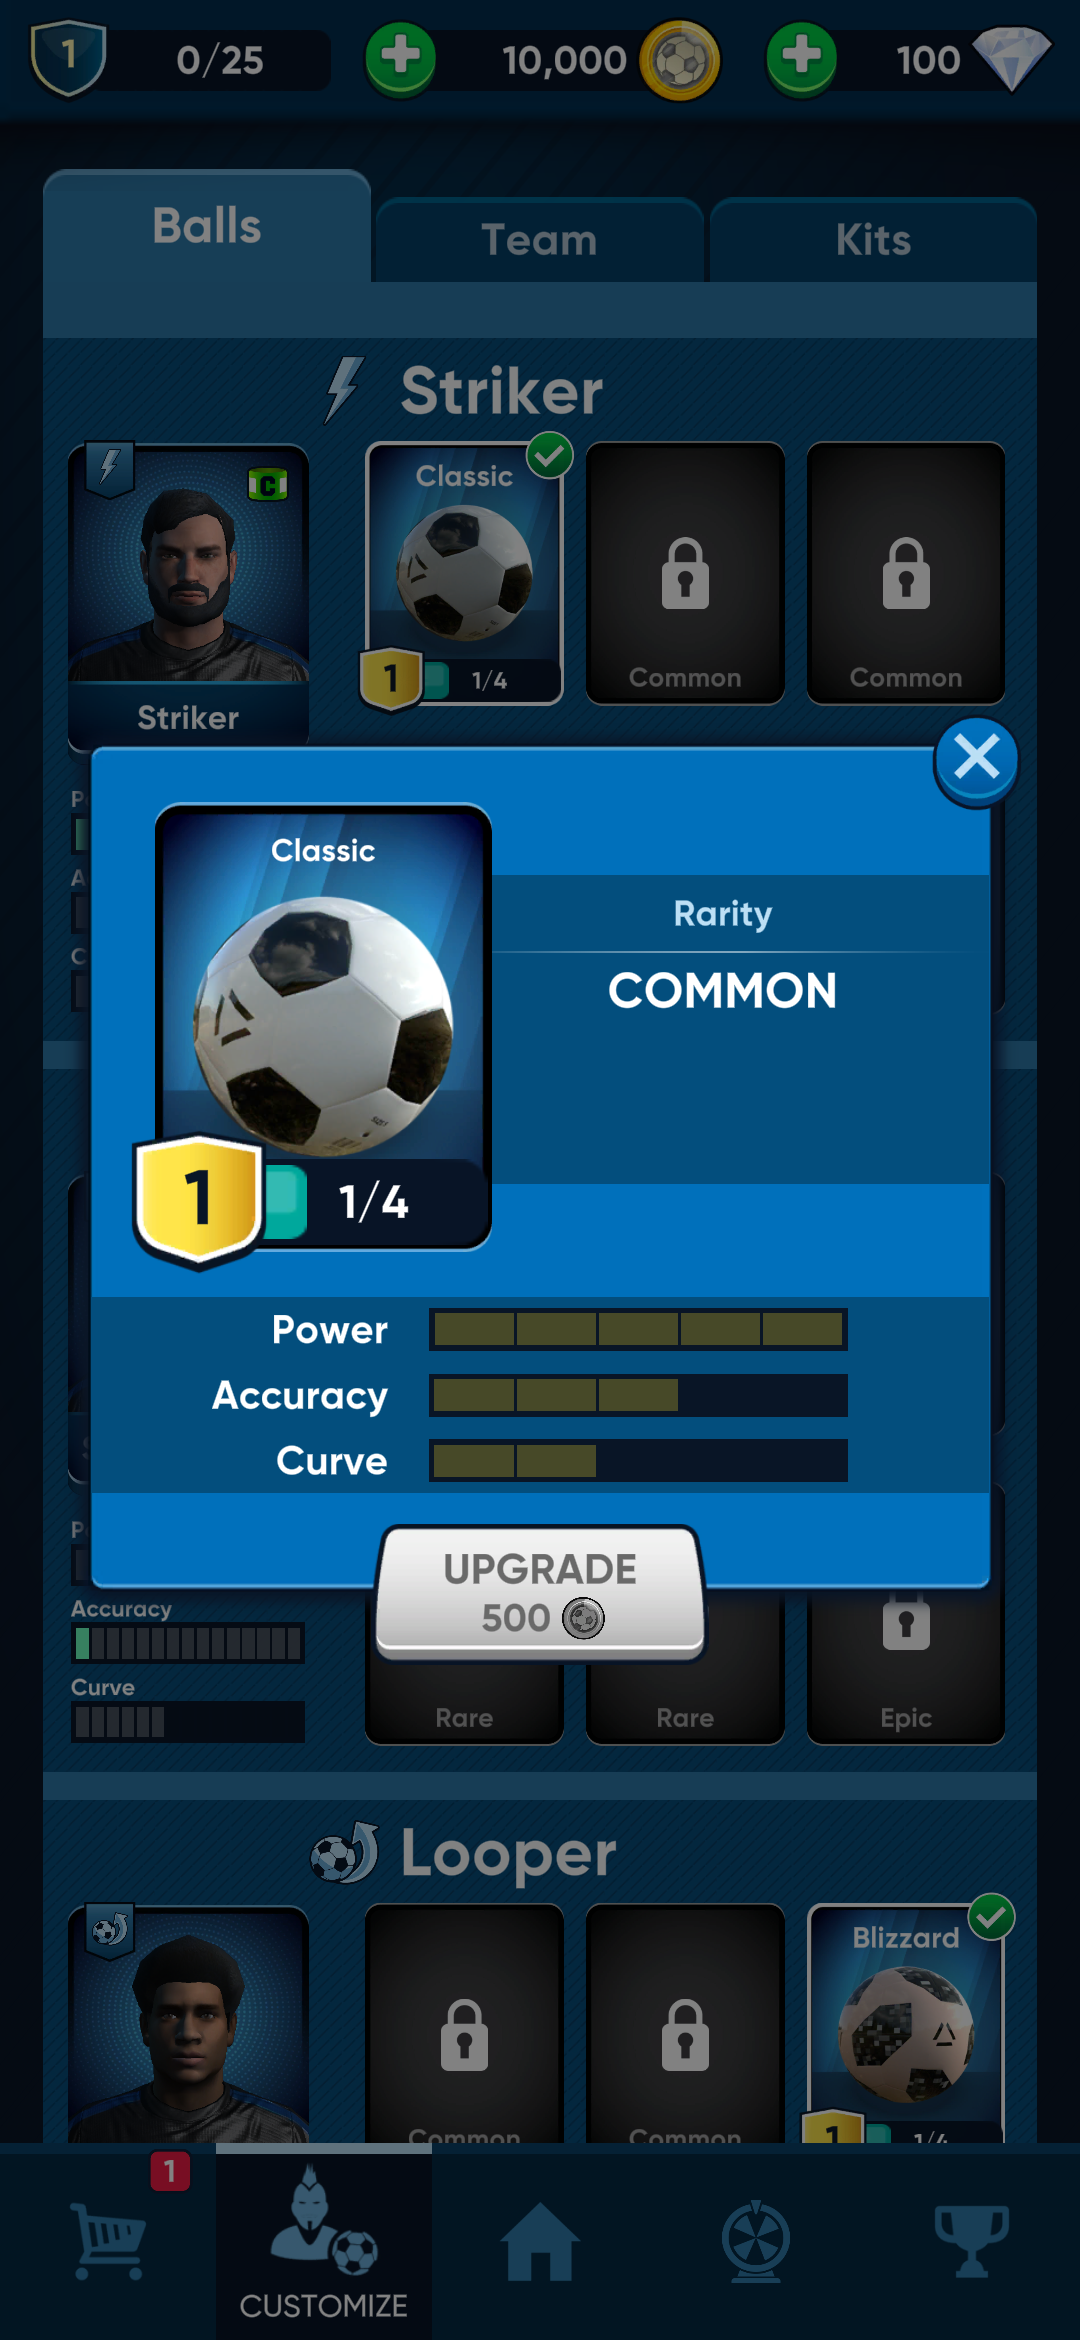 1
0/25
10,000
100
Balls
Team
Kits
Striker
Classic
C
1
1/4
Common
Common
Striker
P
A
C
Classic
Rarity
COMMON
1
1/4
Power
Accuracy
Curve
UPGRADE
500
Accuracy
Curve
Rare
Rare
Epic
Looper
Blizzard
Common
Common
1
1/4
1
CUSTOMIZE